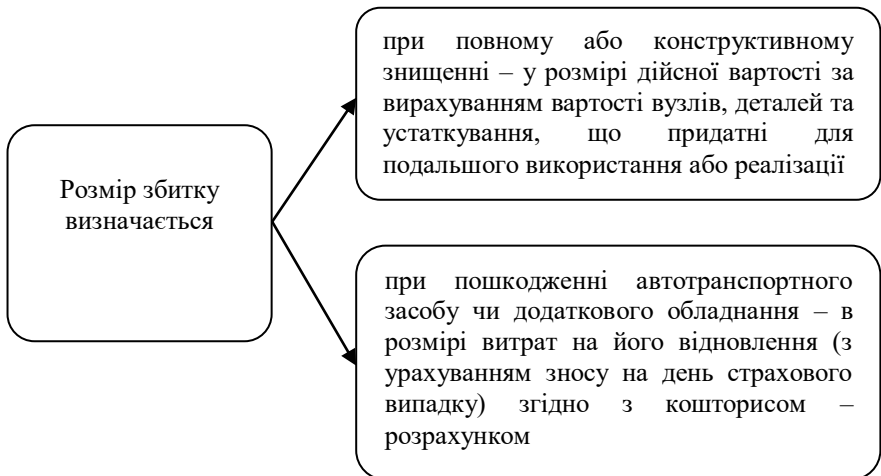 Розмір збитку
визначається
при повному або конструктивному
знищенні – у розмірі дійсної вартості за
вирахуванням вартості вузлів, деталей та
устаткування, що придатні для
подальшого використання або реалізації
при пошкодженні автотранспортного
засобу чи додаткового обладнання – в
розмірі витрат на його відновлення (з
урахуванням зносу на день страхового
випадку) згідно з кошторисом –
розрахунком